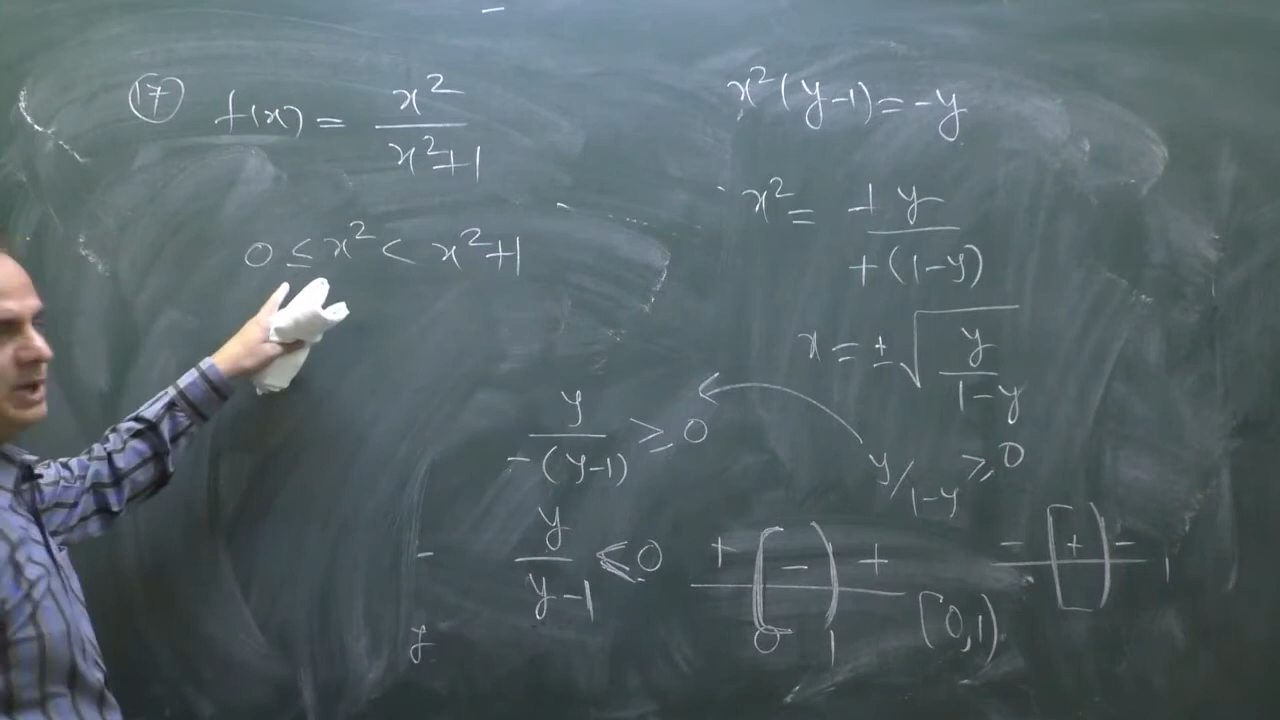 (17) f(x) = x²/(x²+1)
0 ≤ x² < x²+1
x²(y-1) = -y
x² = +y/+(1-y)
x = ±√(y/(1-y))
y/1-y ≥ 0
y/-(y-1) ≥ 0
y/(y-1) ≤ 0
+ [ - ) +
0 1
[0,1)
- [ + ) -
1
-
y